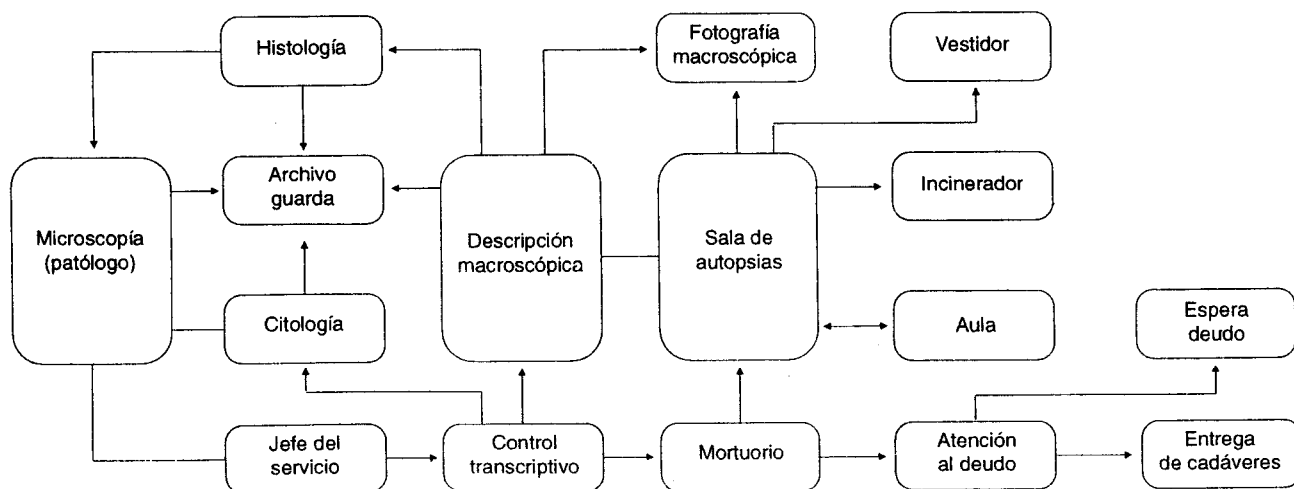 Histología
Fotografía
macroscópica
Vestidor
Archivo
guarda
Incinerador
Microscopía
(patólogo)
Descripción
macroscópica
Sala de
autopsias
Citología
Aula
Espera
deudo
Jefe del
servicio
Control
transcriptivo
Mortuorio
Atención
al deudo
Entrega
de cadáveres